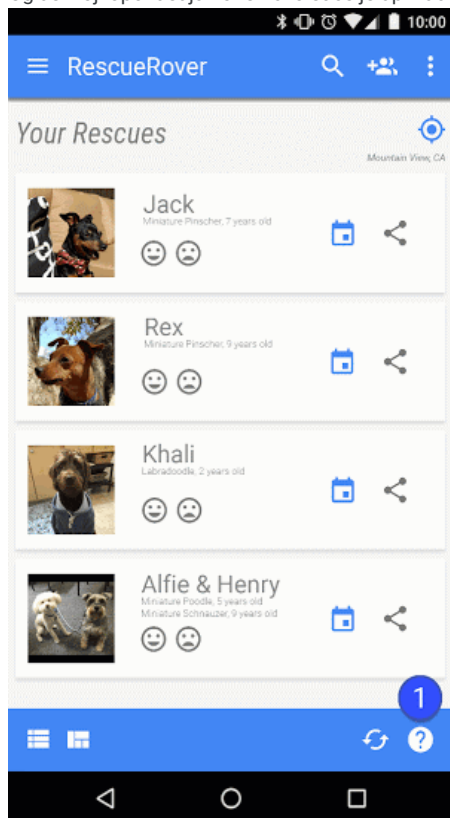 10:00
RescueRover
Your Rescues
Mountain View, CA
Jack
Miniature Pinscher, 7 years old
Rex
Miniature Pinscher, 9 years old
Khali
Labradoodle, 2 years old
Alfie & Henry
Miniature Poodle, 5 years old
Miniature Schnauzer, 9 years old
1
?